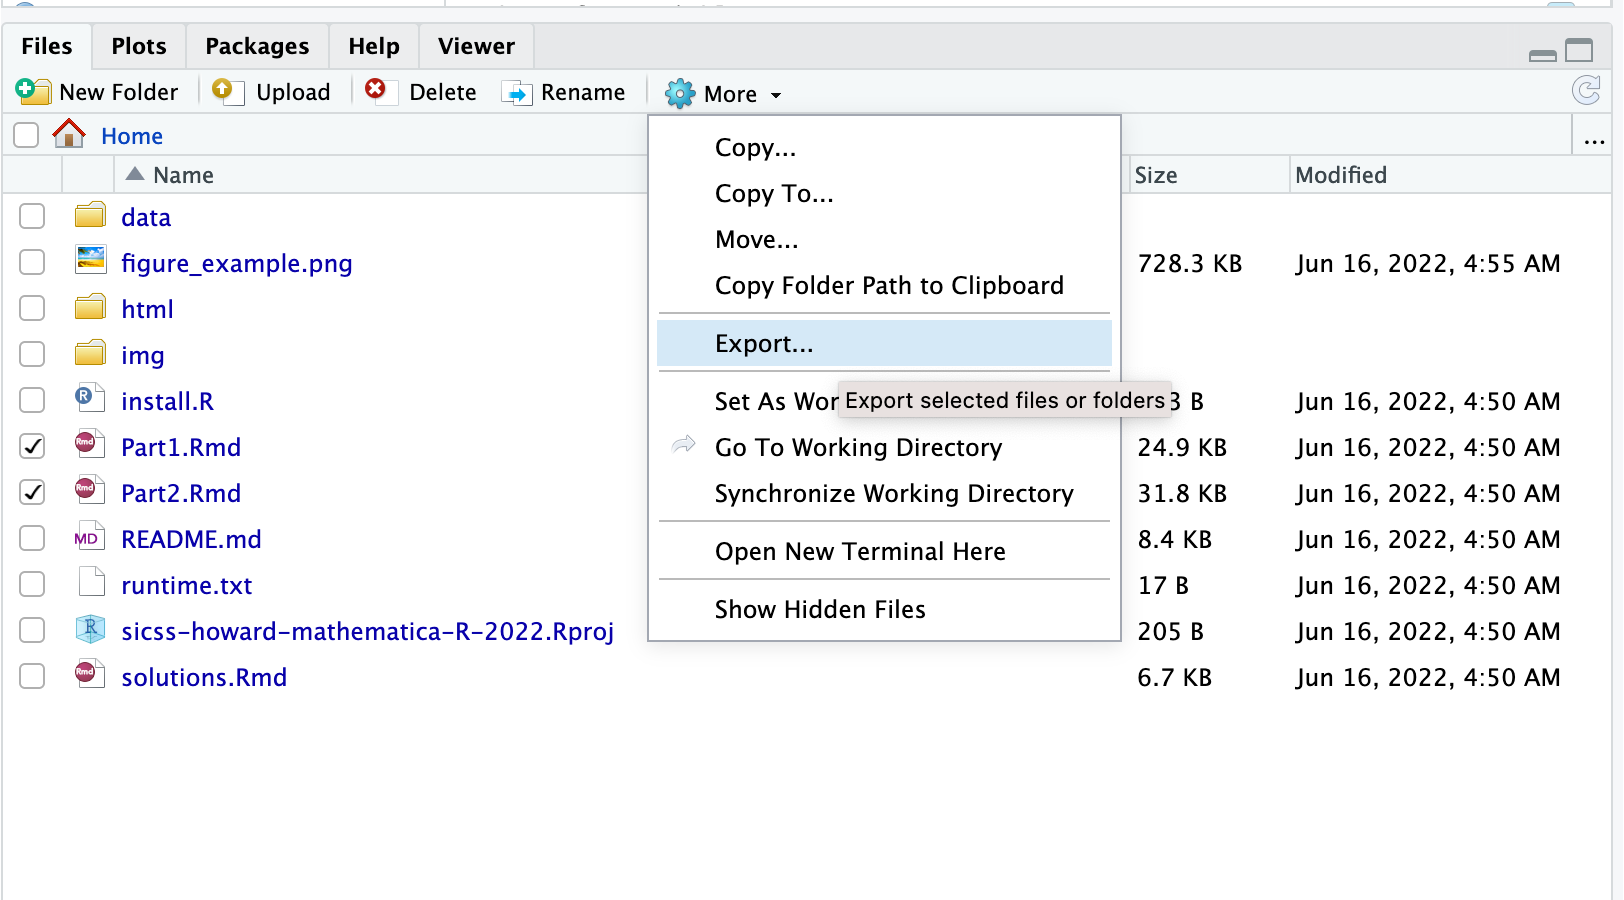 Files Plots Packages Help Viewer
New Folder Upload Delete Rename More
Home ...
Name Size Modified
Copy...
Copy To...
Move...
Copy Folder Path to Clipboard
Export...
Set As Wor
Export selected files or folders
Go To Working Directory
Synchronize Working Directory
Open New Terminal Here
Show Hidden Files
data
figure_example.png 728.3 KB Jun 16, 2022, 4:55 AM
html
img
R install.R 3 B Jun 16, 2022, 4:50 AM
Rmd Part1.Rmd 24.9 KB Jun 16, 2022, 4:50 AM
Rmd Part2.Rmd 31.8 KB Jun 16, 2022, 4:50 AM
MD README.md 8.4 KB Jun 16, 2022, 4:50 AM
runtime.txt 17 B Jun 16, 2022, 4:50 AM
R sicss-howard-mathematica-R-2022.Rproj 205 B Jun 16, 2022, 4:50 AM
Rmd solutions.Rmd 6.7 KB Jun 16, 2022, 4:50 AM